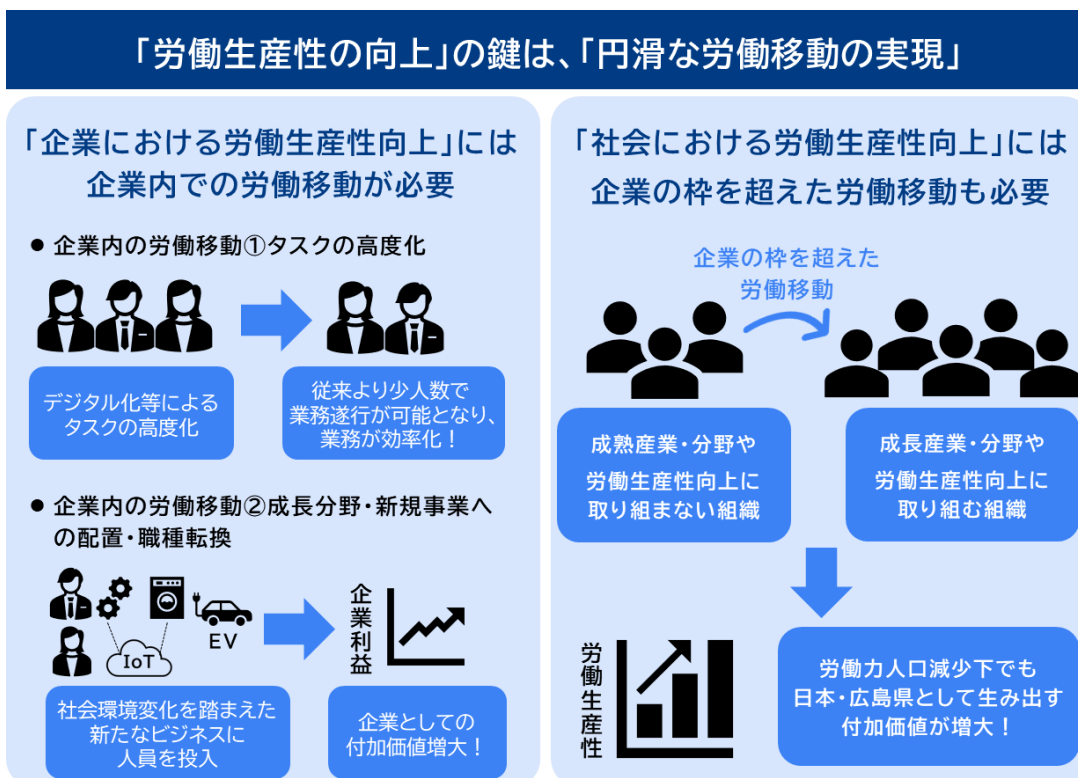 「労働生産性の向上」の鍵は、「円滑な労働移動の実現」
「企業における労働生産性向上」には
企業内での労働移動が必要
● 企業内の労働移動①タスクの高度化
デジタル化等による
タスクの高度化
従来より少人数で
業務遂行が可能となり、
業務が効率化！
● 企業内の労働移動②成長分野・新規事業へ
の配置・職種転換
IoT
EV
企業利益
社会環境変化を踏まえた
新たなビジネスに
人員を投入
企業としての
付加価値増大！
「社会における労働生産性向上」には
企業の枠を超えた労働移動も必要
企業の枠を超えた
労働移動
成熟産業・分野や
労働生産性向上に
取り組まない組織
成長産業・分野や
労働生産性向上に
取り組む組織
労働生産性
労働力人口減少下でも
日本・広島県として生み出す
付加価値が増大！